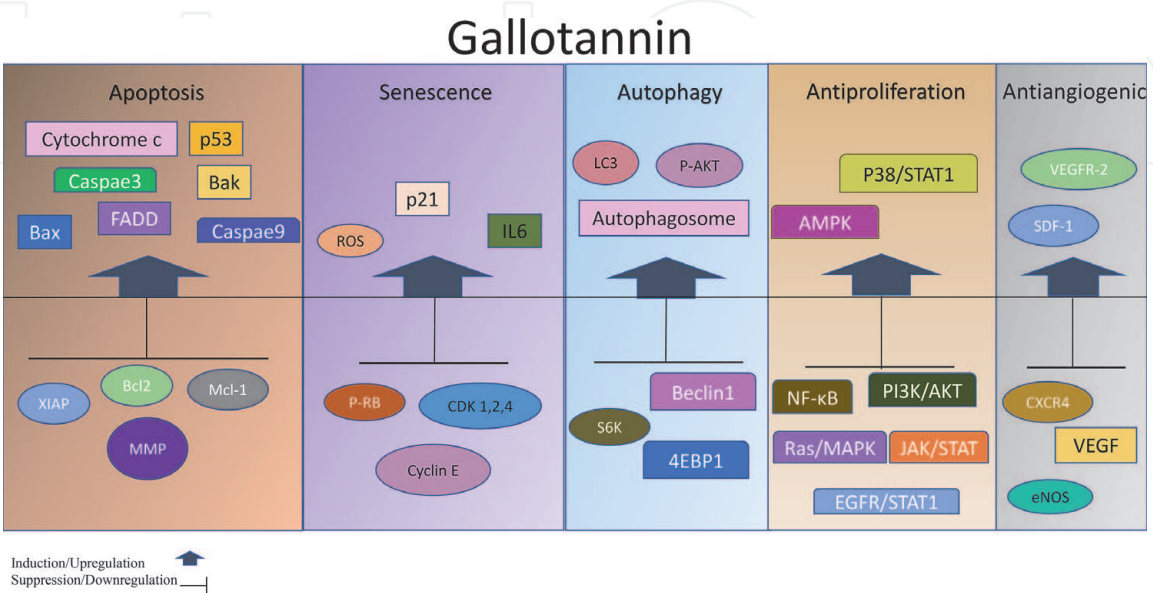 Gallotannin
Apoptosis
Cytochrome c
p53
Caspae3
Bak
Bax
FADD
Caspae9
XIAP
Bcl2
Mcl-1
MMP
Senescence
p21
ROS
IL6
P-RB
CDK 1,2,4
Cyclin E
Autophagy
LC3
P-AKT
Autophagosome
Beclin1
S6K
4EBP1
Antiproliferation
P38/STAT1
AMPK
NF-κB
PI3K/AKT
Ras/MAPK
JAK/STAT
EGFR/STAT1
Antiangiogenic
VEGFR-2
SDF-1
CXCR4
VEGF
eNOS
Induction/Upregulation
Suppression/Downregulation